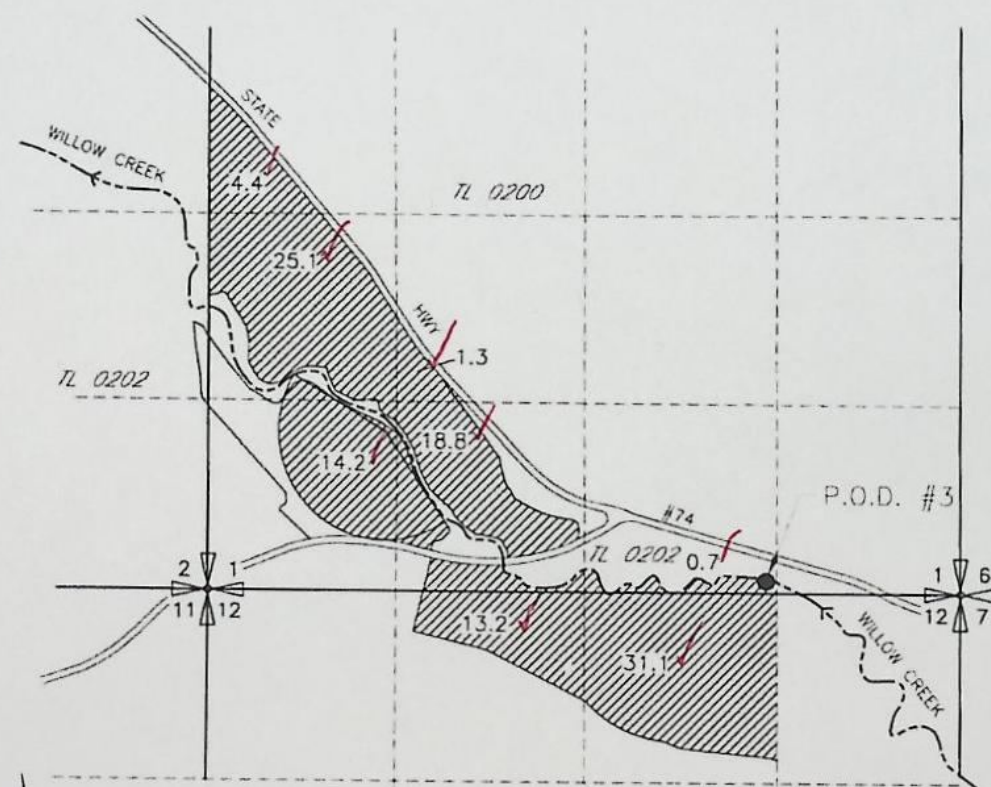 STATE
WILLOW CREEK
4.4
TL 0200
25.1
HWY
1.3
TL 0202
18.8
14.2
P.O.D. #3
#74
TL 0202
0.7
2 1
1 6
11 12
12 7
13.2
31.1
WILLOW CREEK